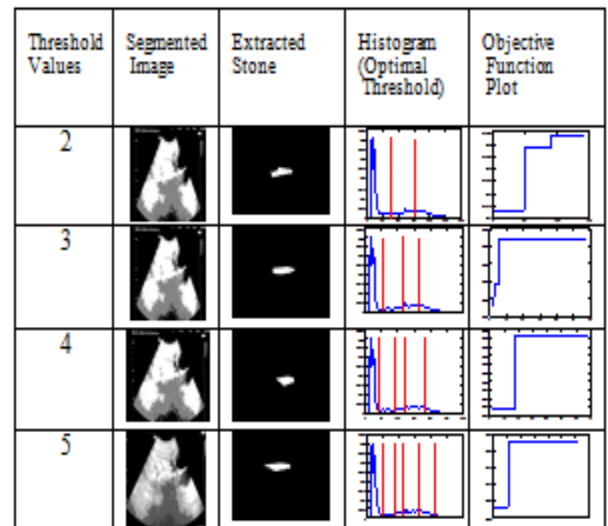 Threshold Values
Segmented Image
Extracted Stone
Histogram (Optimal Threshold)
Objective Function Plot
2
3
4
5